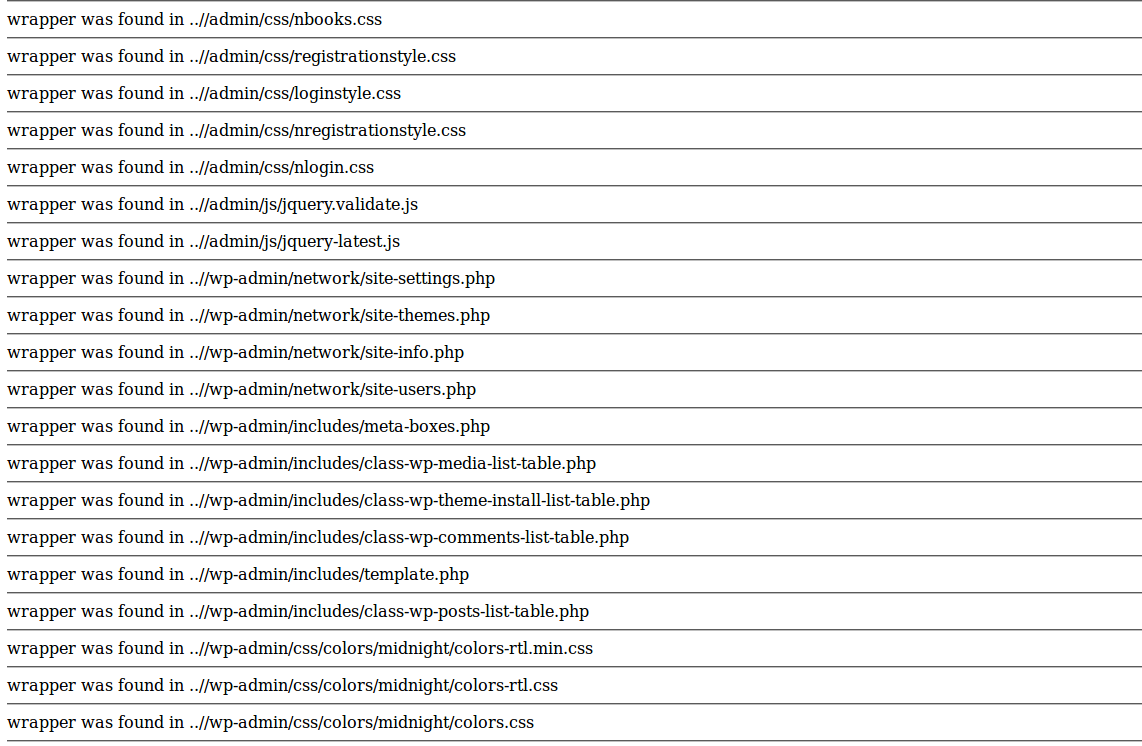 wrapper was found in ..//admin/css/nbooks.css
wrapper was found in ..//admin/css/registrationstyle.css
wrapper was found in ..//admin/css/loginstyle.css
wrapper was found in ..//admin/css/nregistrationstyle.css
wrapper was found in ..//admin/css/nlogin.css
wrapper was found in ..//admin/js/jquery.validate.js
wrapper was found in ..//admin/js/jquery-latest.js
wrapper was found in ..//wp-admin/network/site-settings.php
wrapper was found in ..//wp-admin/network/site-themes.php
wrapper was found in ..//wp-admin/network/site-info.php
wrapper was found in ..//wp-admin/network/site-users.php
wrapper was found in ..//wp-admin/includes/meta-boxes.php
wrapper was found in ..//wp-admin/includes/class-wp-media-list-table.php
wrapper was found in ..//wp-admin/includes/class-wp-theme-install-list-table.php
wrapper was found in ..//wp-admin/includes/class-wp-comments-list-table.php
wrapper was found in ..//wp-admin/includes/template.php
wrapper was found in ..//wp-admin/includes/class-wp-posts-list-table.php
wrapper was found in ..//wp-admin/css/colors/midnight/colors-rtl.min.css
wrapper was found in ..//wp-admin/css/colors/midnight/colors-rtl.css
wrapper was found in ..//wp-admin/css/colors/midnight/colors.css